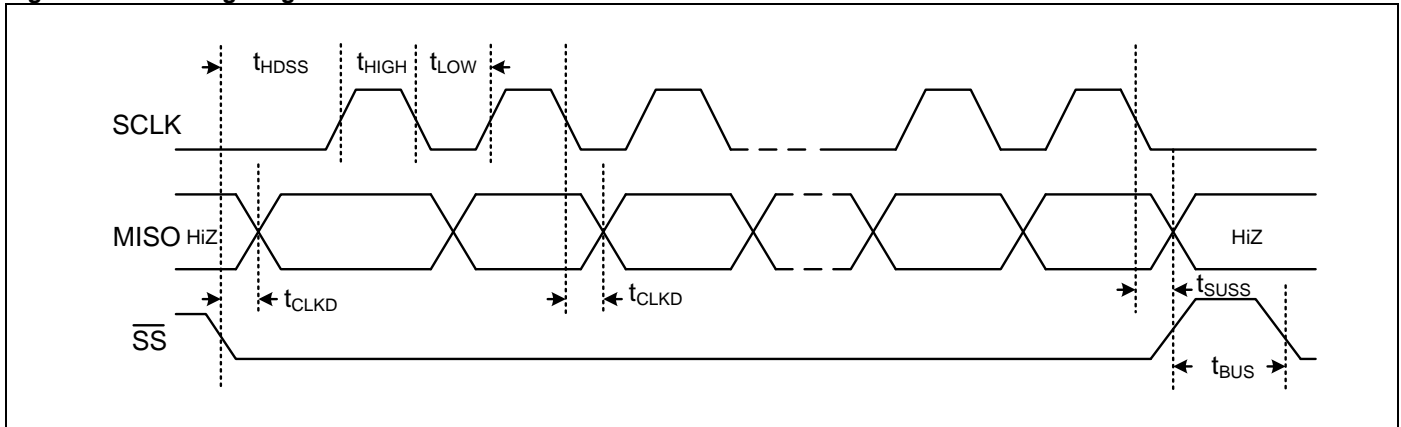 tHDSS tHIGH tLOW
SCLK
MISO HiZ HiZ
tCLKD tCLKD tSUSS
SS
tBUS